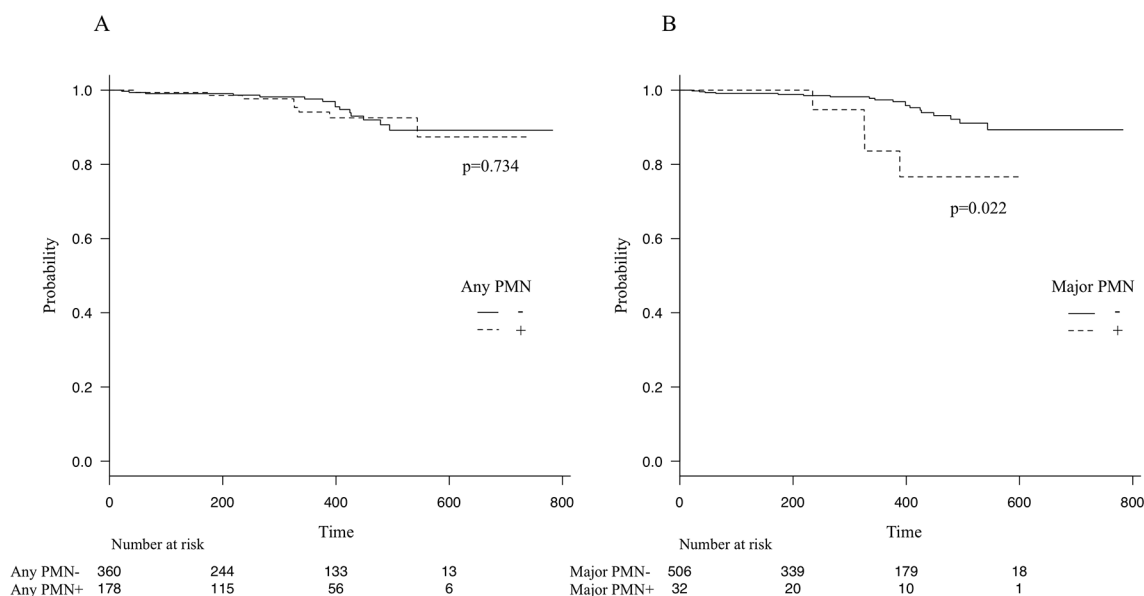 A
1.0
0.8
0.6
0.4
0.2
0.0
Probability
p=0.734
Any PMN
-
+
0 200 400 600 800
Time
Number at risk
Any PMN- 360 244 133 13
Any PMN+ 178 115 56 6
B
1.0
0.8
0.6
0.4
0.2
0.0
Probability
p=0.022
Major PMN
-
+
0 200 400 600 800
Time
Number at risk
Major PMN- 506 339 179 18
Major PMN+ 32 20 10 1